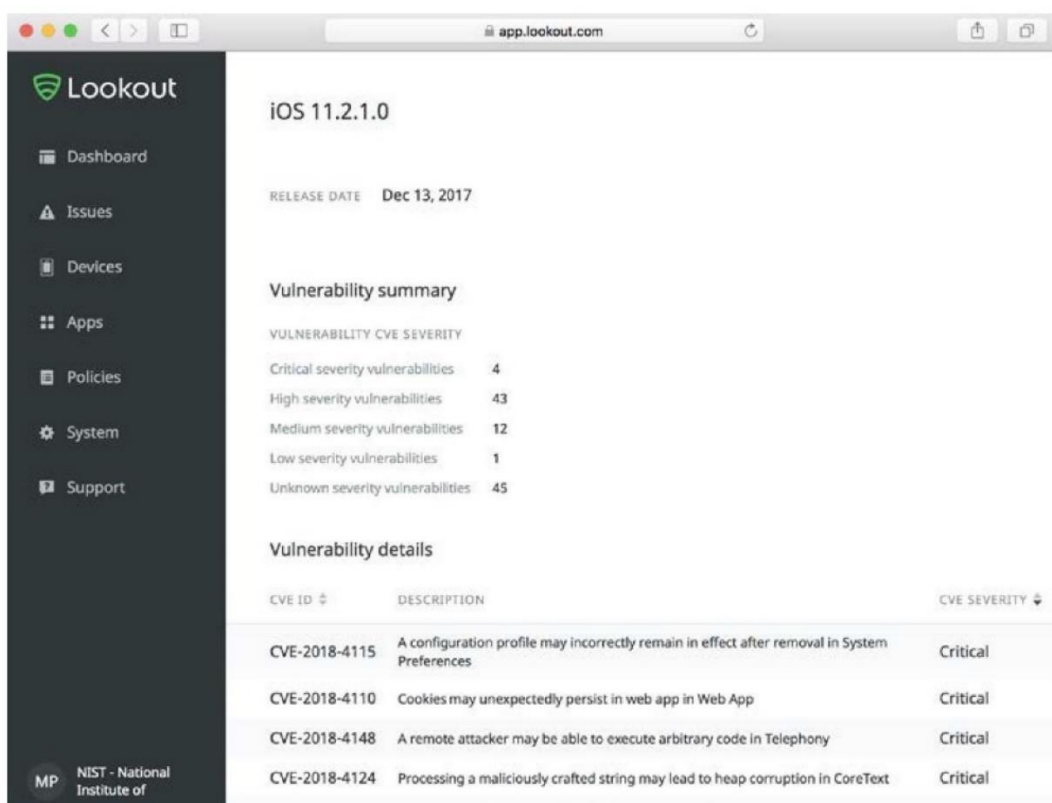 app.lookout.com
Lookout
Dashboard
Issues
Devices
Apps
Policies
System
Support
MP
NIST - National
Institute of
iOS 11.2.1.0
RELEASE DATE Dec 13, 2017
Vulnerability summary
VULNERABILITY CVE SEVERITY
Critical severity vulnerabilities 4
High severity vulnerabilities 43
Medium severity vulnerabilities 12
Low severity vulnerabilities 1
Unknown severity vulnerabilities 45
Vulnerability details
CVE ID DESCRIPTION CVE SEVERITY
CVE-2018-4115 A configuration profile may incorrectly remain in effect after removal in System Critical
Preferences
CVE-2018-4110 Cookies may unexpectedly persist in web app in Web App Critical
CVE-2018-4148 A remote attacker may be able to execute arbitrary code in Telephony Critical
CVE-2018-4124 Processing a maliciously crafted string may lead to heap corruption in CoreText Critical